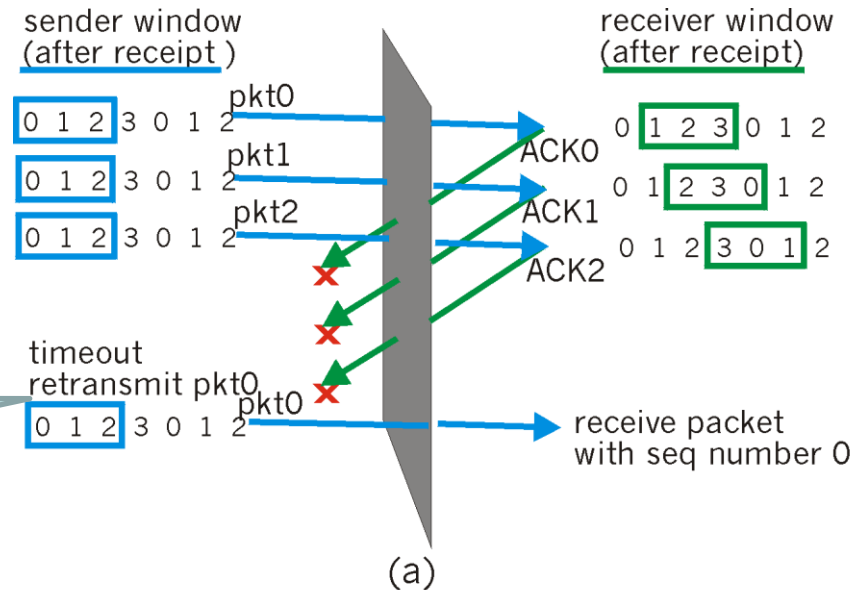 sender window
(after receipt )
receiver window
(after receipt)
0 1 2 3 0 1 2
pkt0
ACK0
0 1 2 3 0 1 2
0 1 2 3 0 1 2
pkt1
ACK1
0 1 2 3 0 1 2
0 1 2 3 0 1 2
pkt2
ACK2
0 1 2 3 0 1 2
timeout
retransmit pkt0
0 1 2 3 0 1 2
pkt0
receive packet
with seq number 0
(a)